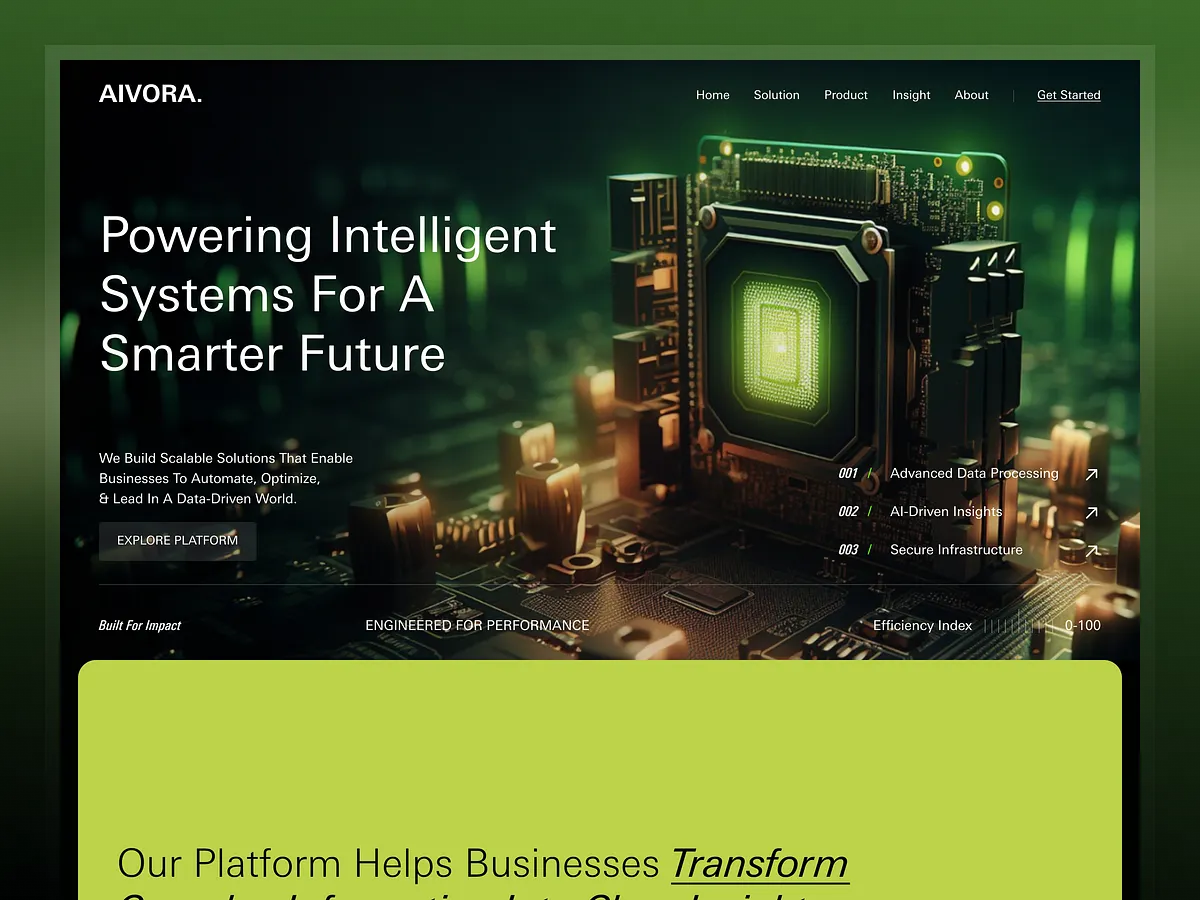 AIVORA.
Home Solution Product Insight About Get Started
Powering Intelligent
Systems For A
Smarter Future
We Build Scalable Solutions That Enable
Businesses To Automate, Optimize,
& Lead In A Data-Driven World.
EXPLORE PLATFORM
001 / Advanced Data Processing
002 / AI-Driven Insights
003 / Secure Infrastructure
Built For Impact
ENGINEERED FOR PERFORMANCE
Efficiency Index
0-100
Our Platform Helps Businesses Transform